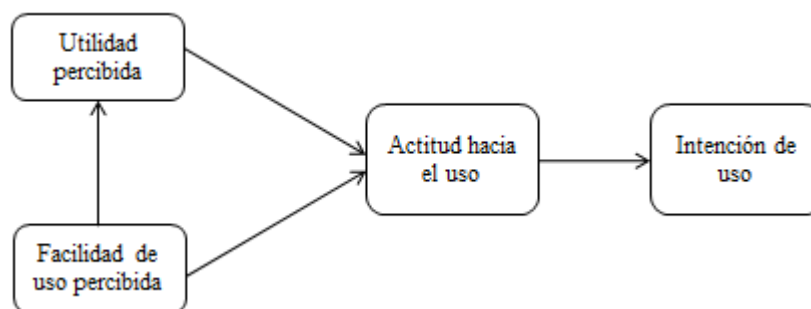 Utilidad
percibida
Actitud hacia
el uso
Intención de
uso
Facilidad de
uso percibida